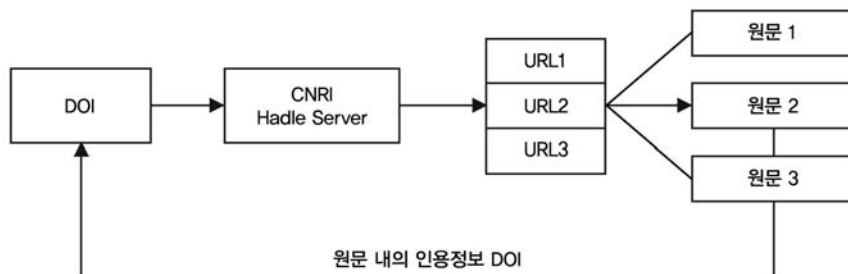 원문 1
URL1
DOI
CNRI
Hadle Server
URL2
원문 2
URL3
원문 3
원문 내의 인용정보 DOI